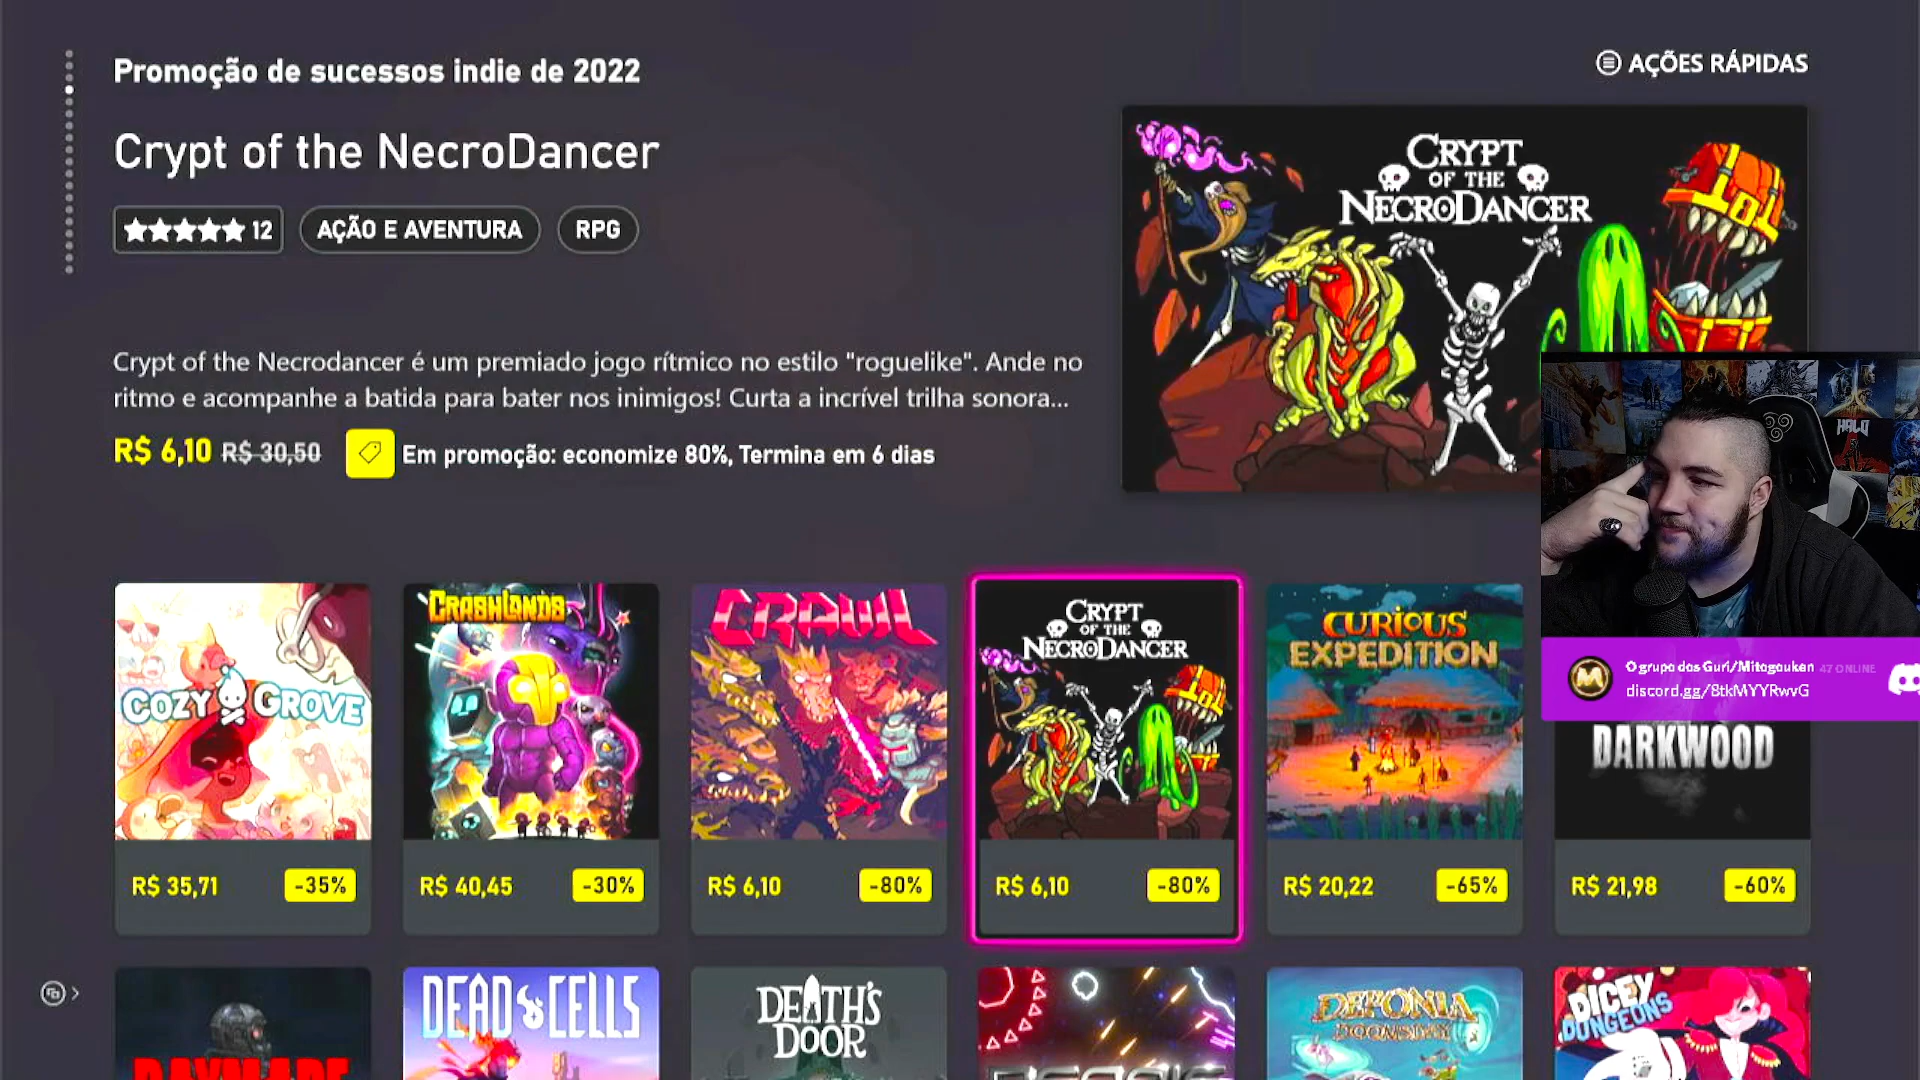 Promoção de sucessos indie de 2022
AÇÕES RÁPIDAS
Crypt of the NecroDancer
12
AÇÃO E AVENTURA
RPG
Crypt of the Necrodancer é um premiado jogo rítmico no estilo "roguelike". Ande no
ritmo e acompanhe a batida para bater nos inimigos! Curta a incrível trilha sonora...
R$ 6,10 R$ 30,50
Em promoção: economize 80%, Termina em 6 dias
CRYPT
OF THE
NECRODANCER
HALO
O grupo dos Guri/Mitogouken 47 ONLINE
discord.gg/8tkMYYRwvG
COZY GROVE
CRASHLANDS
CRAWL
CRYPT
OF THE
NECRODANCER
CURIOUS
EXPEDITION
DARKWOOD
R$ 35,71 -35%
R$ 40,45 -30%
R$ 6,10 -80%
R$ 6,10 -80%
R$ 20,22 -65%
R$ 21,98 -60%
DAYMARE
DEAD CELLS
DEATH'S
DOOR
DEPONIA
DOOMSDAY
DICEY
DUNGEONS